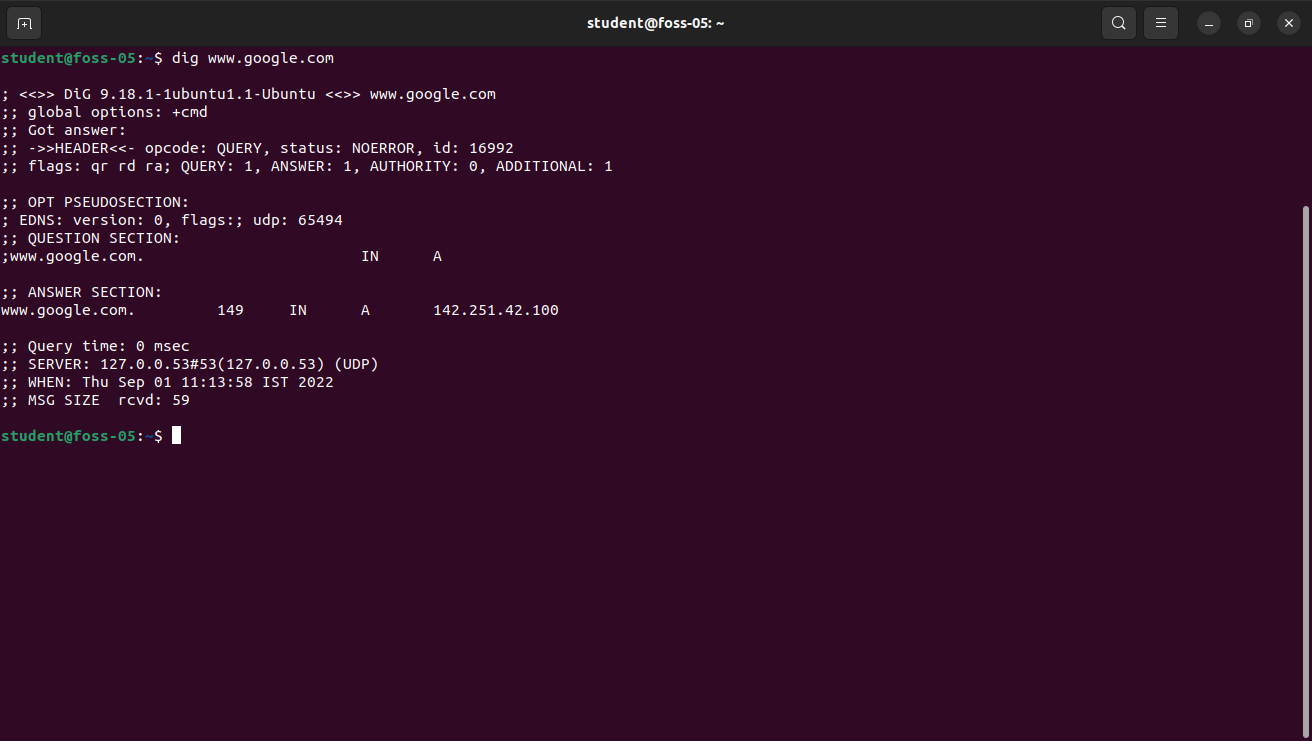 student@foss-05: ~
student@foss-05:~$ dig www.google.com
; <<>> DiG 9.18.1-1ubuntu1.1-Ubuntu <<>> www.google.com
;; global options: +cmd
;; Got answer:
;; ->>HEADER<<- opcode: QUERY, status: NOERROR, id: 16992
;; flags: qr rd ra; QUERY: 1, ANSWER: 1, AUTHORITY: 0, ADDITIONAL: 1
;; OPT PSEUDOSECTION:
; EDNS: version: 0, flags:; udp: 65494
;; QUESTION SECTION:
;www.google.com. IN A
;; ANSWER SECTION:
www.google.com. 149 IN A 142.251.42.100
;; Query time: 0 msec
;; SERVER: 127.0.0.53#53(127.0.0.53) (UDP)
;; WHEN: Thu Sep 01 11:13:58 IST 2022
;; MSG SIZE  rcvd: 59
student@foss-05:~$